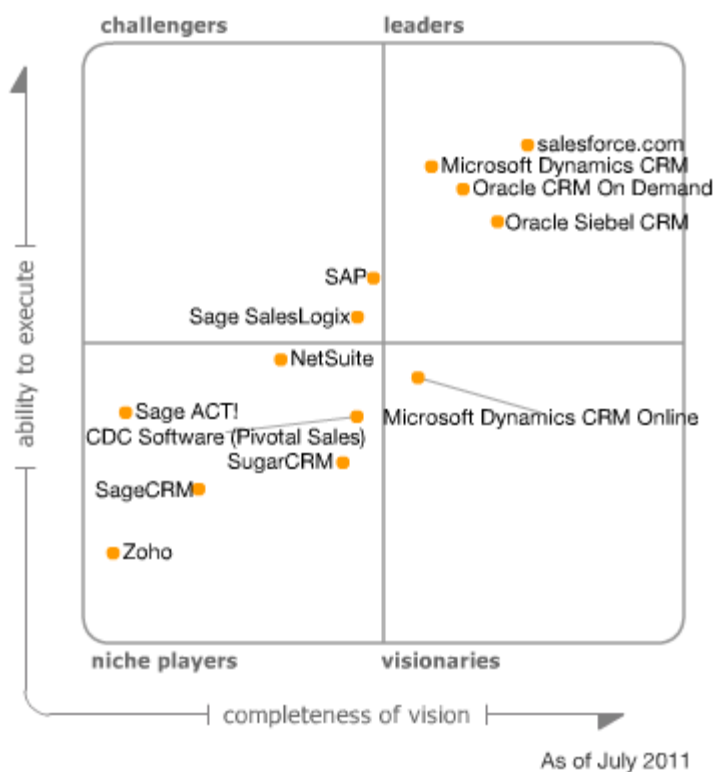 challengers
leaders
salesforce.com
Microsoft Dynamics CRM
Oracle CRM On Demand
Oracle Siebel CRM
SAP
Sage SalesLogix
ability to execute
NetSuite
Sage ACT!
Microsoft Dynamics CRM Online
CDC Software (Pivotal Sales)
SugarCRM
SageCRM
Zoho
niche players
visionaries
completeness of vision
As of July 2011